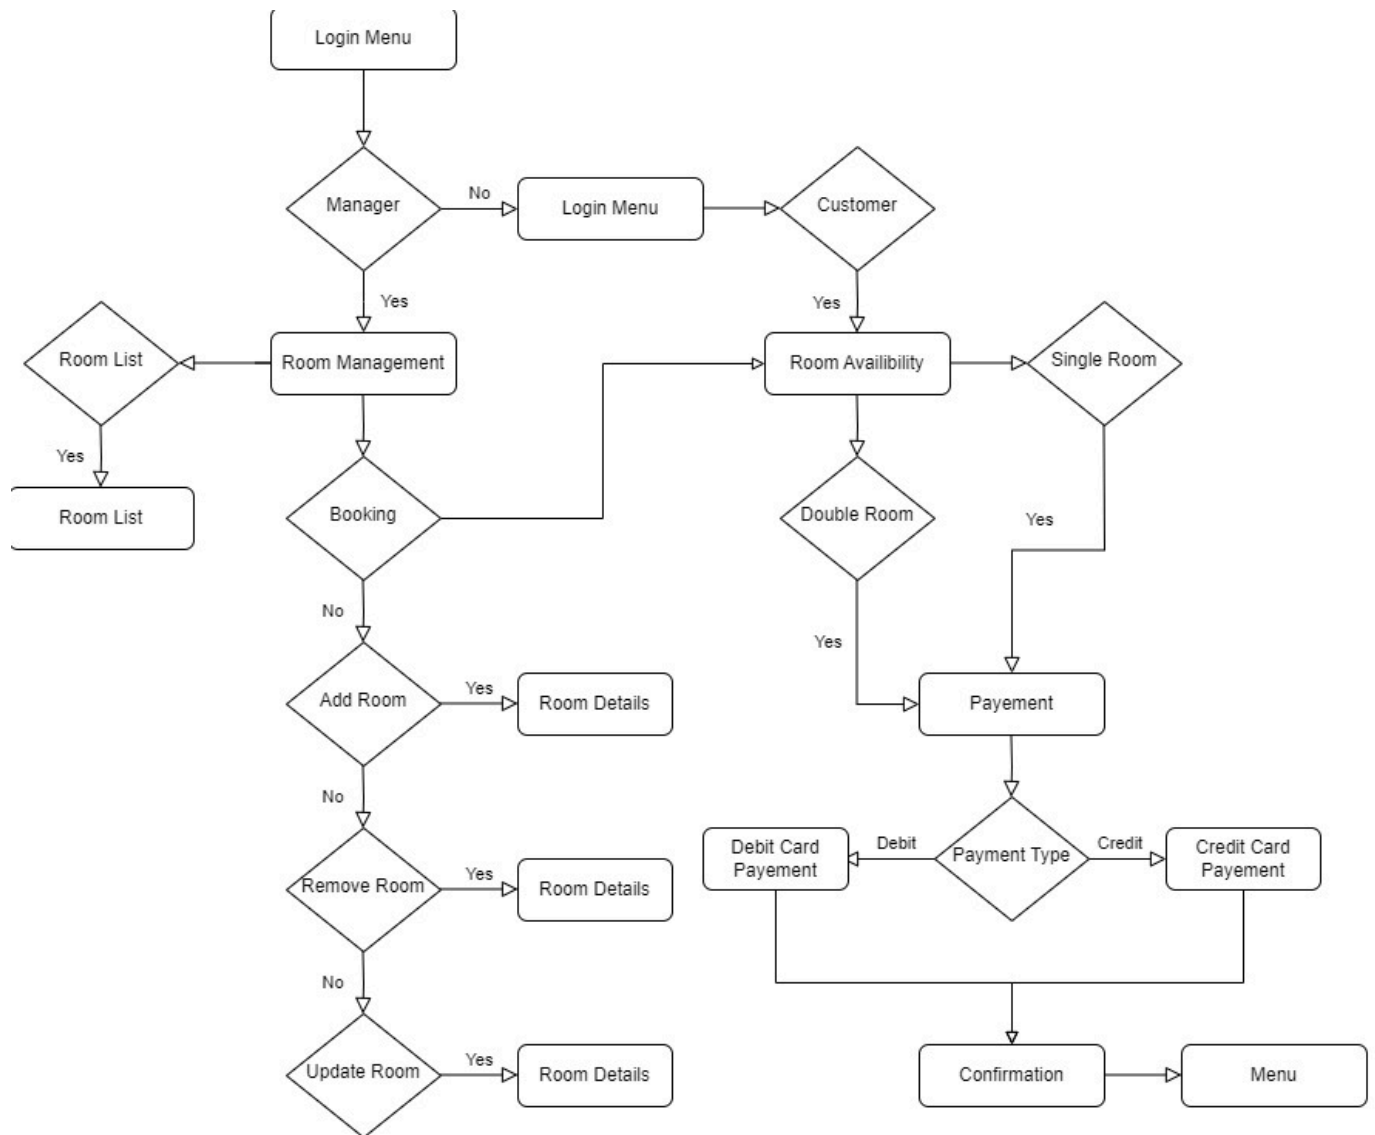 Login Menu
Manager
No
Login Menu
Customer
Yes
Yes
Room List
Room Management
Room Availibility
Single Room
Yes
Room List
Booking
Double Room
Yes
No
Yes
Add Room
Yes
Room Details
Payement
No
Debit Card
Payement
Debit
Payment Type
Credit
Credit Card
Payement
Remove Room
Yes
Room Details
No
Update Room
Yes
Room Details
Confirmation
Menu